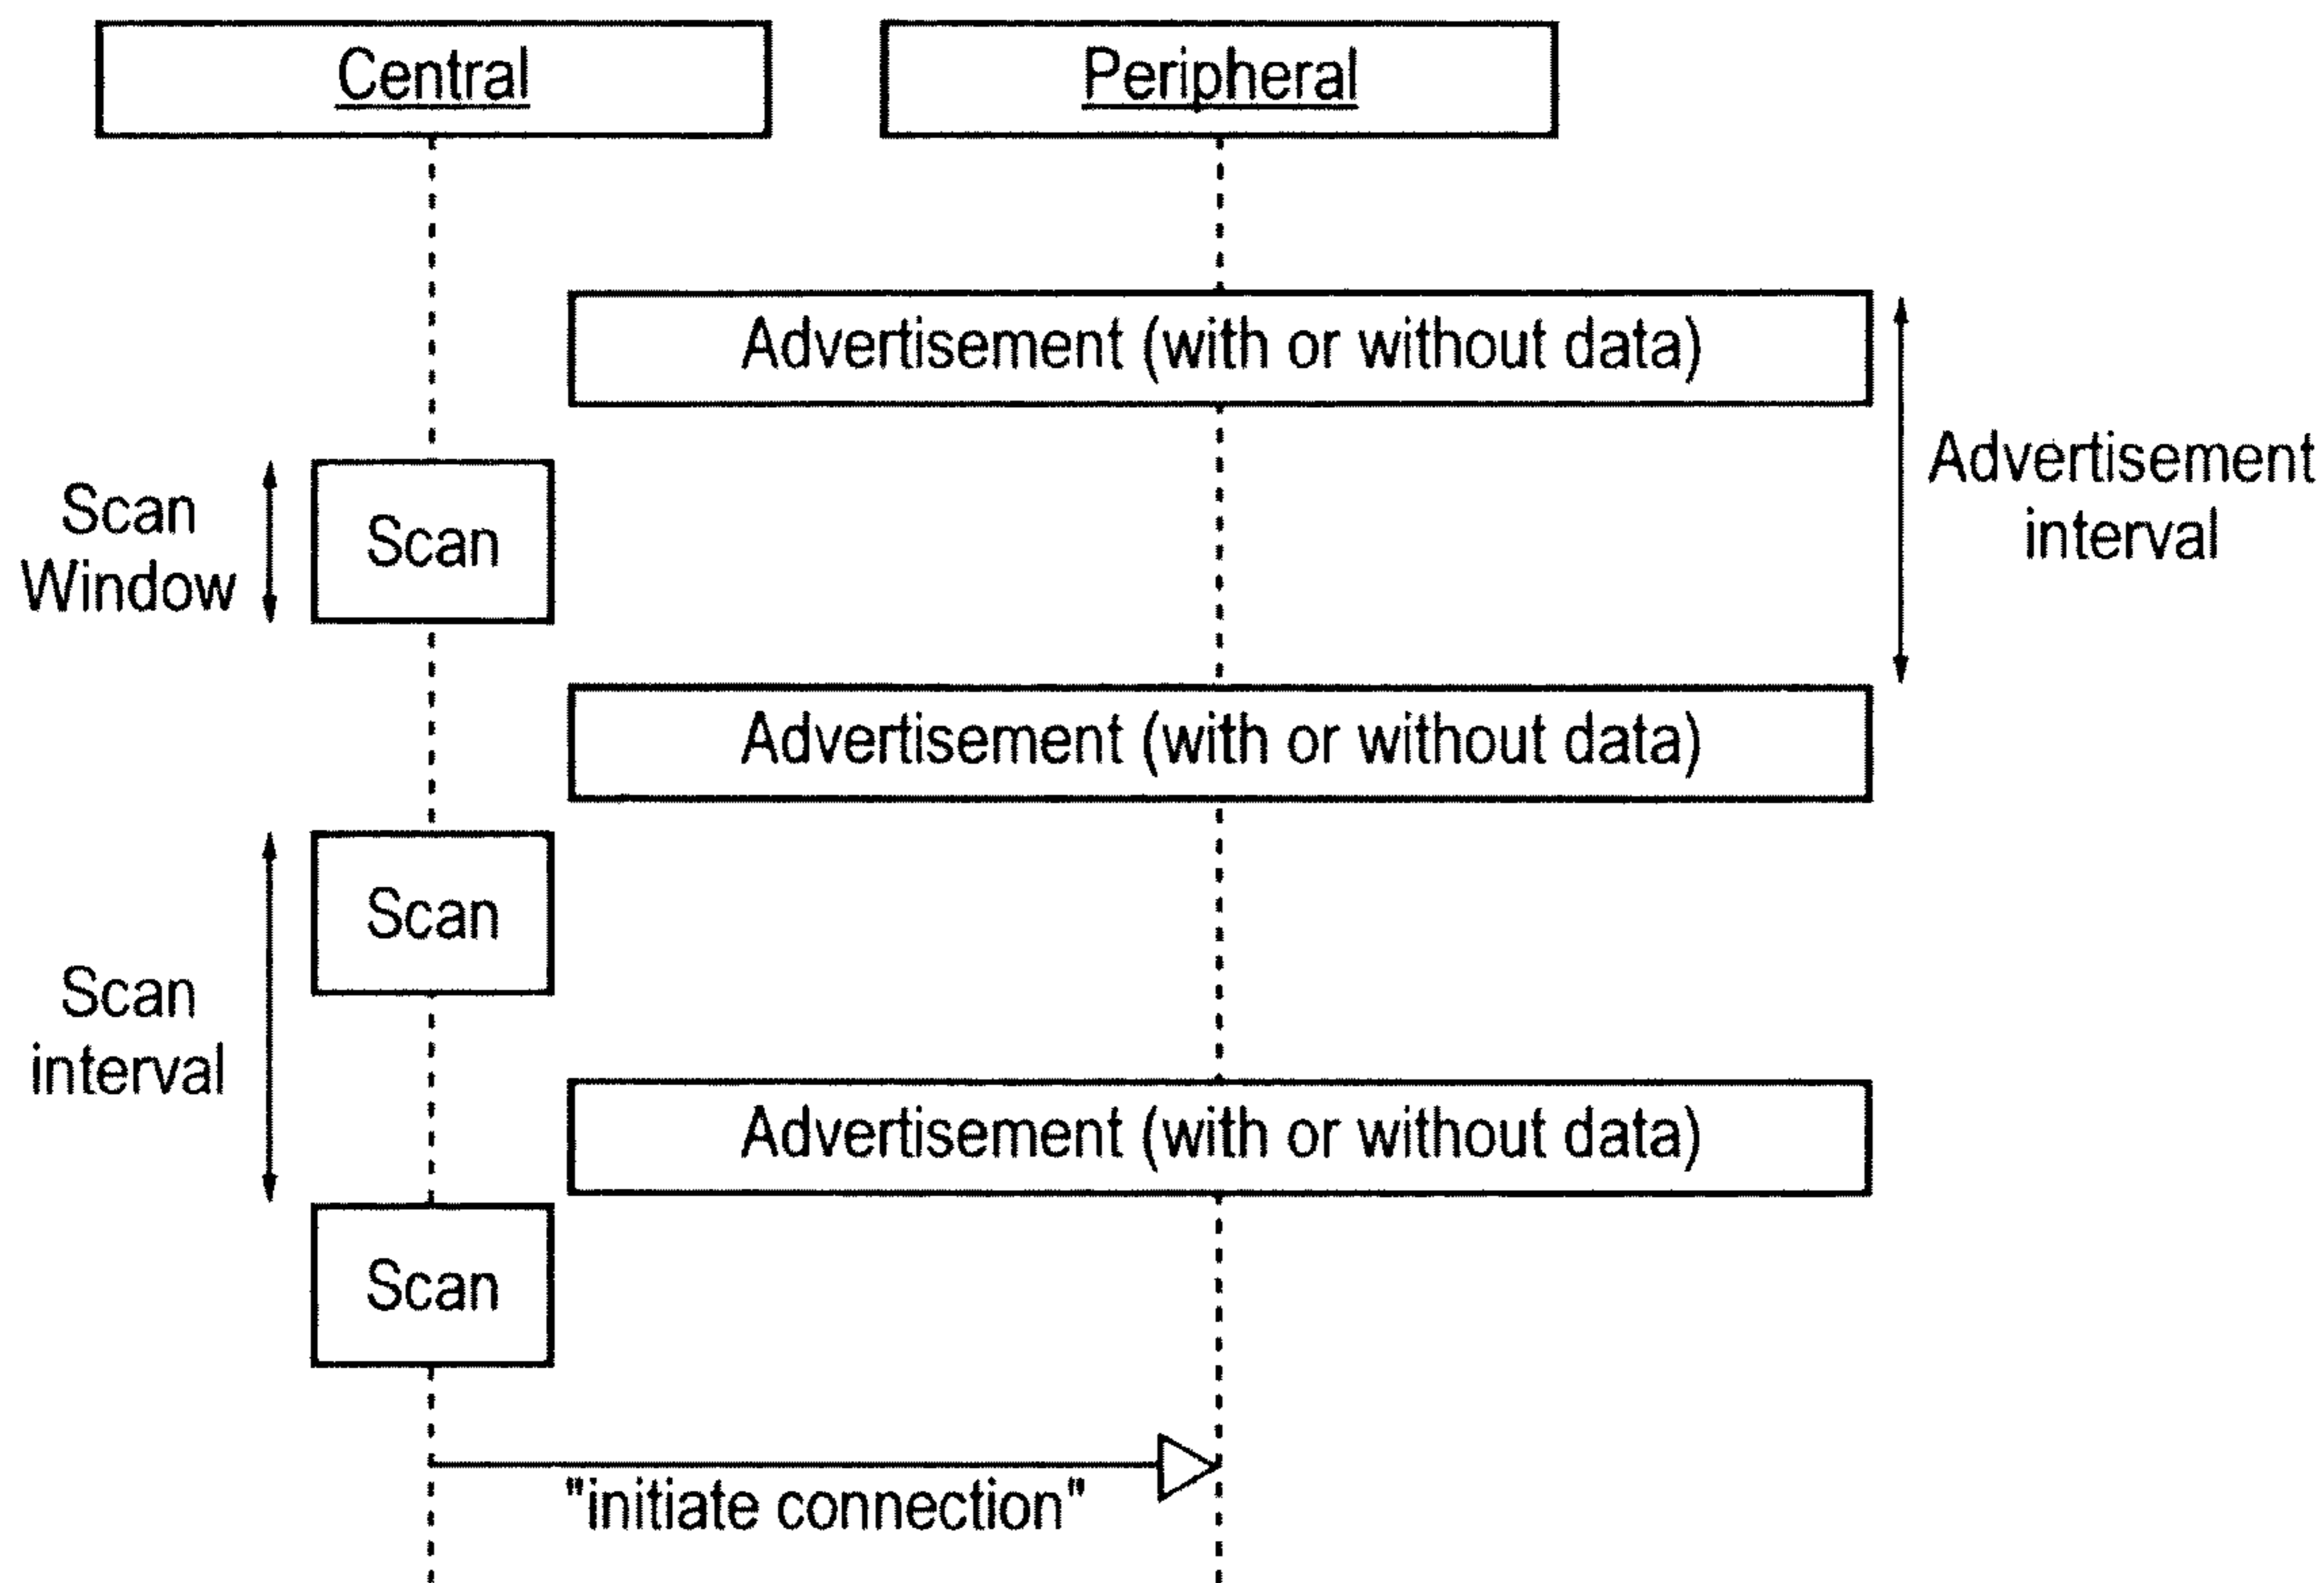 Central
Peripheral
Advertisement (with or without data)
Advertisement
interval
Scan
Window
Scan
Advertisement (with or without data)
Scan
Scan
interval
Advertisement (with or without data)
Scan
"initiate connection"